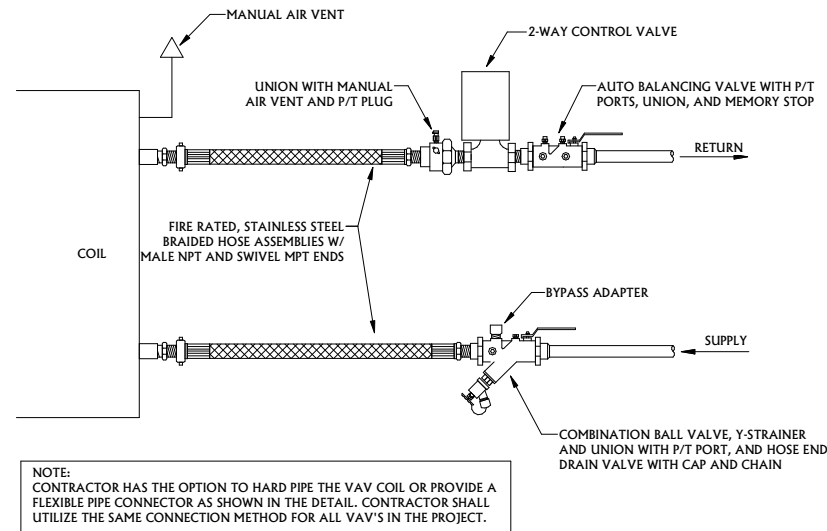 MANUAL AIR VENT
2-WAY CONTROL VALVE
UNION WITH MANUAL
AIR VENT AND P/T PLUG
AUTO BALANCING VALVE WITH P/T
PORTS, UNION, AND MEMORY STOP
RETURN
FIRE RATED, STAINLESS STEEL
BRAIDED HOSE ASSEMBLIES W/
MALE NPT AND SWIVEL MPT ENDS
COIL
BYPASS ADAPTER
SUPPLY
COMBINATION BALL VALVE, Y-STRAINER
AND UNION WITH P/T PORT, AND HOSE END
DRAIN VALVE WITH CAP AND CHAIN
NOTE:
CONTRACTOR HAS THE OPTION TO HARD PIPE THE VAV COIL OR PROVIDE A
FLEXIBLE PIPE CONNECTOR AS SHOWN IN THE DETAIL. CONTRACTOR SHALL
UTILIZE THE SAME CONNECTION METHOD FOR ALL VAV'S IN THE PROJECT.